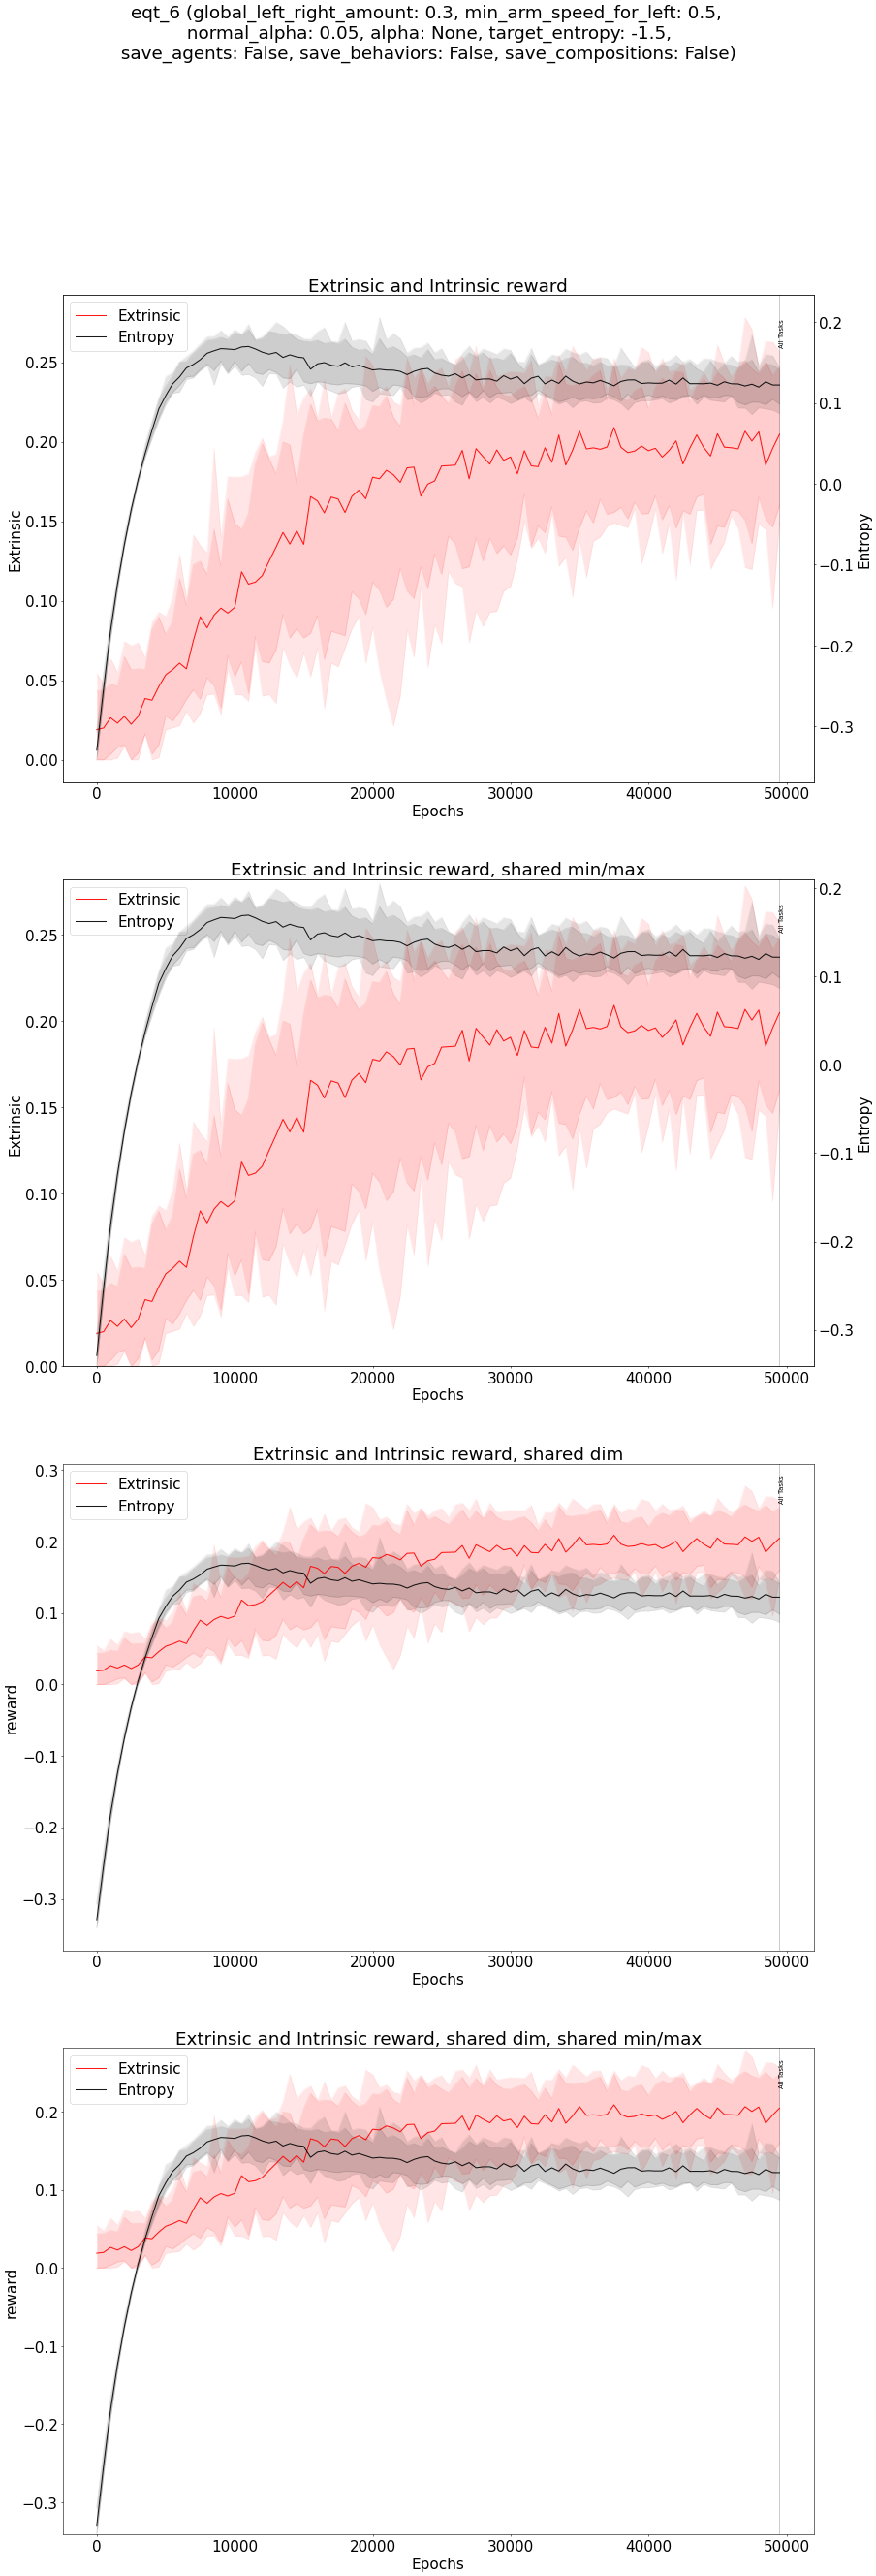 eqt_6 (global_left_right_amount: 0.3, min_arm_speed_for_left: 0.5,
normal_alpha: 0.05, alpha: None, target_entropy: -1.5,
save_agents: False, save_behaviors: False, save_compositions: False)
Extrinsic and Intrinsic reward
Extrinsic
Entropy
All Tasks
0.25
0.20
0.15
0.10
0.05
0.00
Extrinsic
0.2
0.1
0.0
−0.1
−0.2
−0.3
Entropy
0
10000
20000
30000
40000
50000
Epochs
Extrinsic and Intrinsic reward, shared min/max
Extrinsic
Entropy
All Tasks
0.25
0.20
0.15
0.10
0.05
0.00
Extrinsic
0.2
0.1
0.0
−0.1
−0.2
−0.3
Entropy
0
10000
20000
30000
40000
50000
Epochs
Extrinsic and Intrinsic reward, shared dim
Extrinsic
Entropy
All Tasks
0.3
0.2
0.1
0.0
−0.1
−0.2
−0.3
reward
0
10000
20000
30000
40000
50000
Epochs
Extrinsic and Intrinsic reward, shared dim, shared min/max
Extrinsic
Entropy
All Tasks
0.2
0.1
0.0
−0.1
−0.2
−0.3
reward
0
10000
20000
30000
40000
50000
Epochs